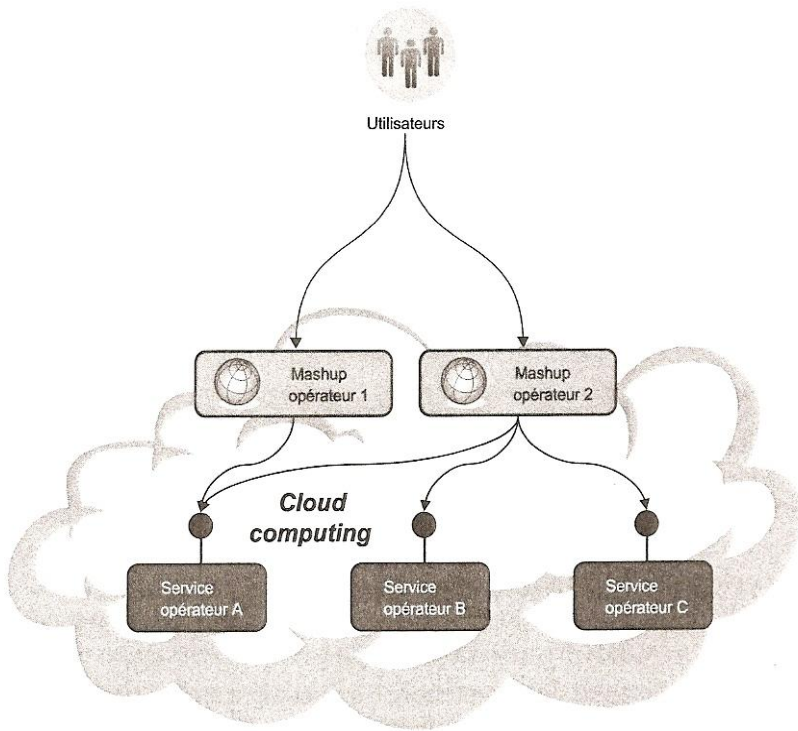 Utilisateurs
Mashup
opérateur 1
Mashup
opérateur 2
Cloud
computing
Service
opérateur A
Service
opérateur B
Service
opérateur C